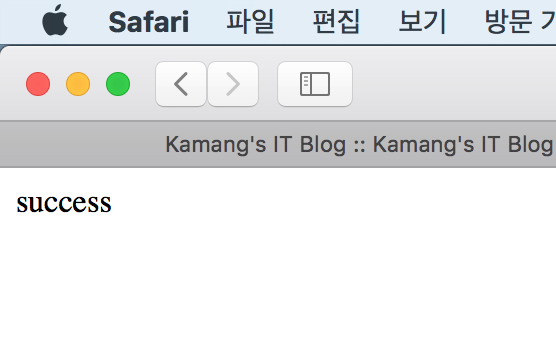 Safari 파일 편집 보기 방문 기
Kamang's IT Blog :: Kamang's IT Blog
success